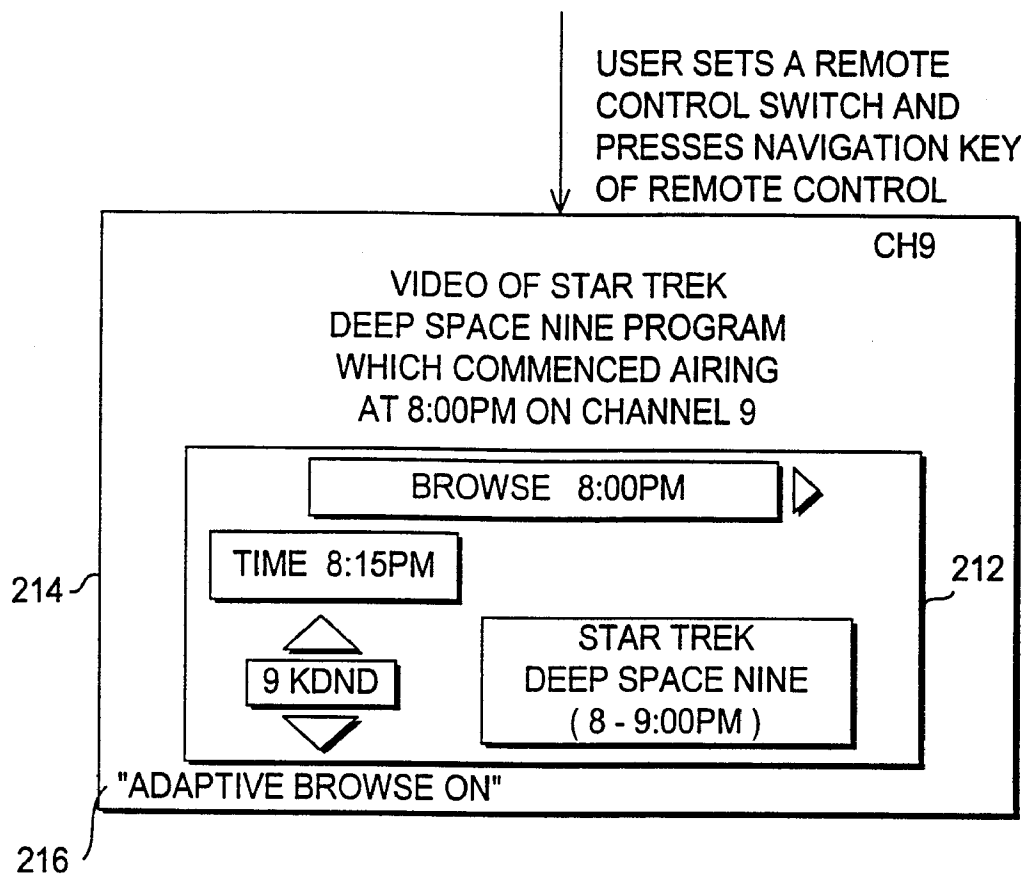 USER SETS A REMOTE
CONTROL SWITCH AND
PRESSES NAVIGATION KEY
OF REMOTE CONTROL
CH9
VIDEO OF STAR TREK
DEEP SPACE NINE PROGRAM
WHICH COMMENCED AIRING
AT 8:00PM ON CHANNEL 9
BROWSE 8:00PM
TIME 8:15PM
214
212
9 KDND
STAR TREK
DEEP SPACE NINE
( 8 - 9:00PM )
"ADAPTIVE BROWSE ON"
216